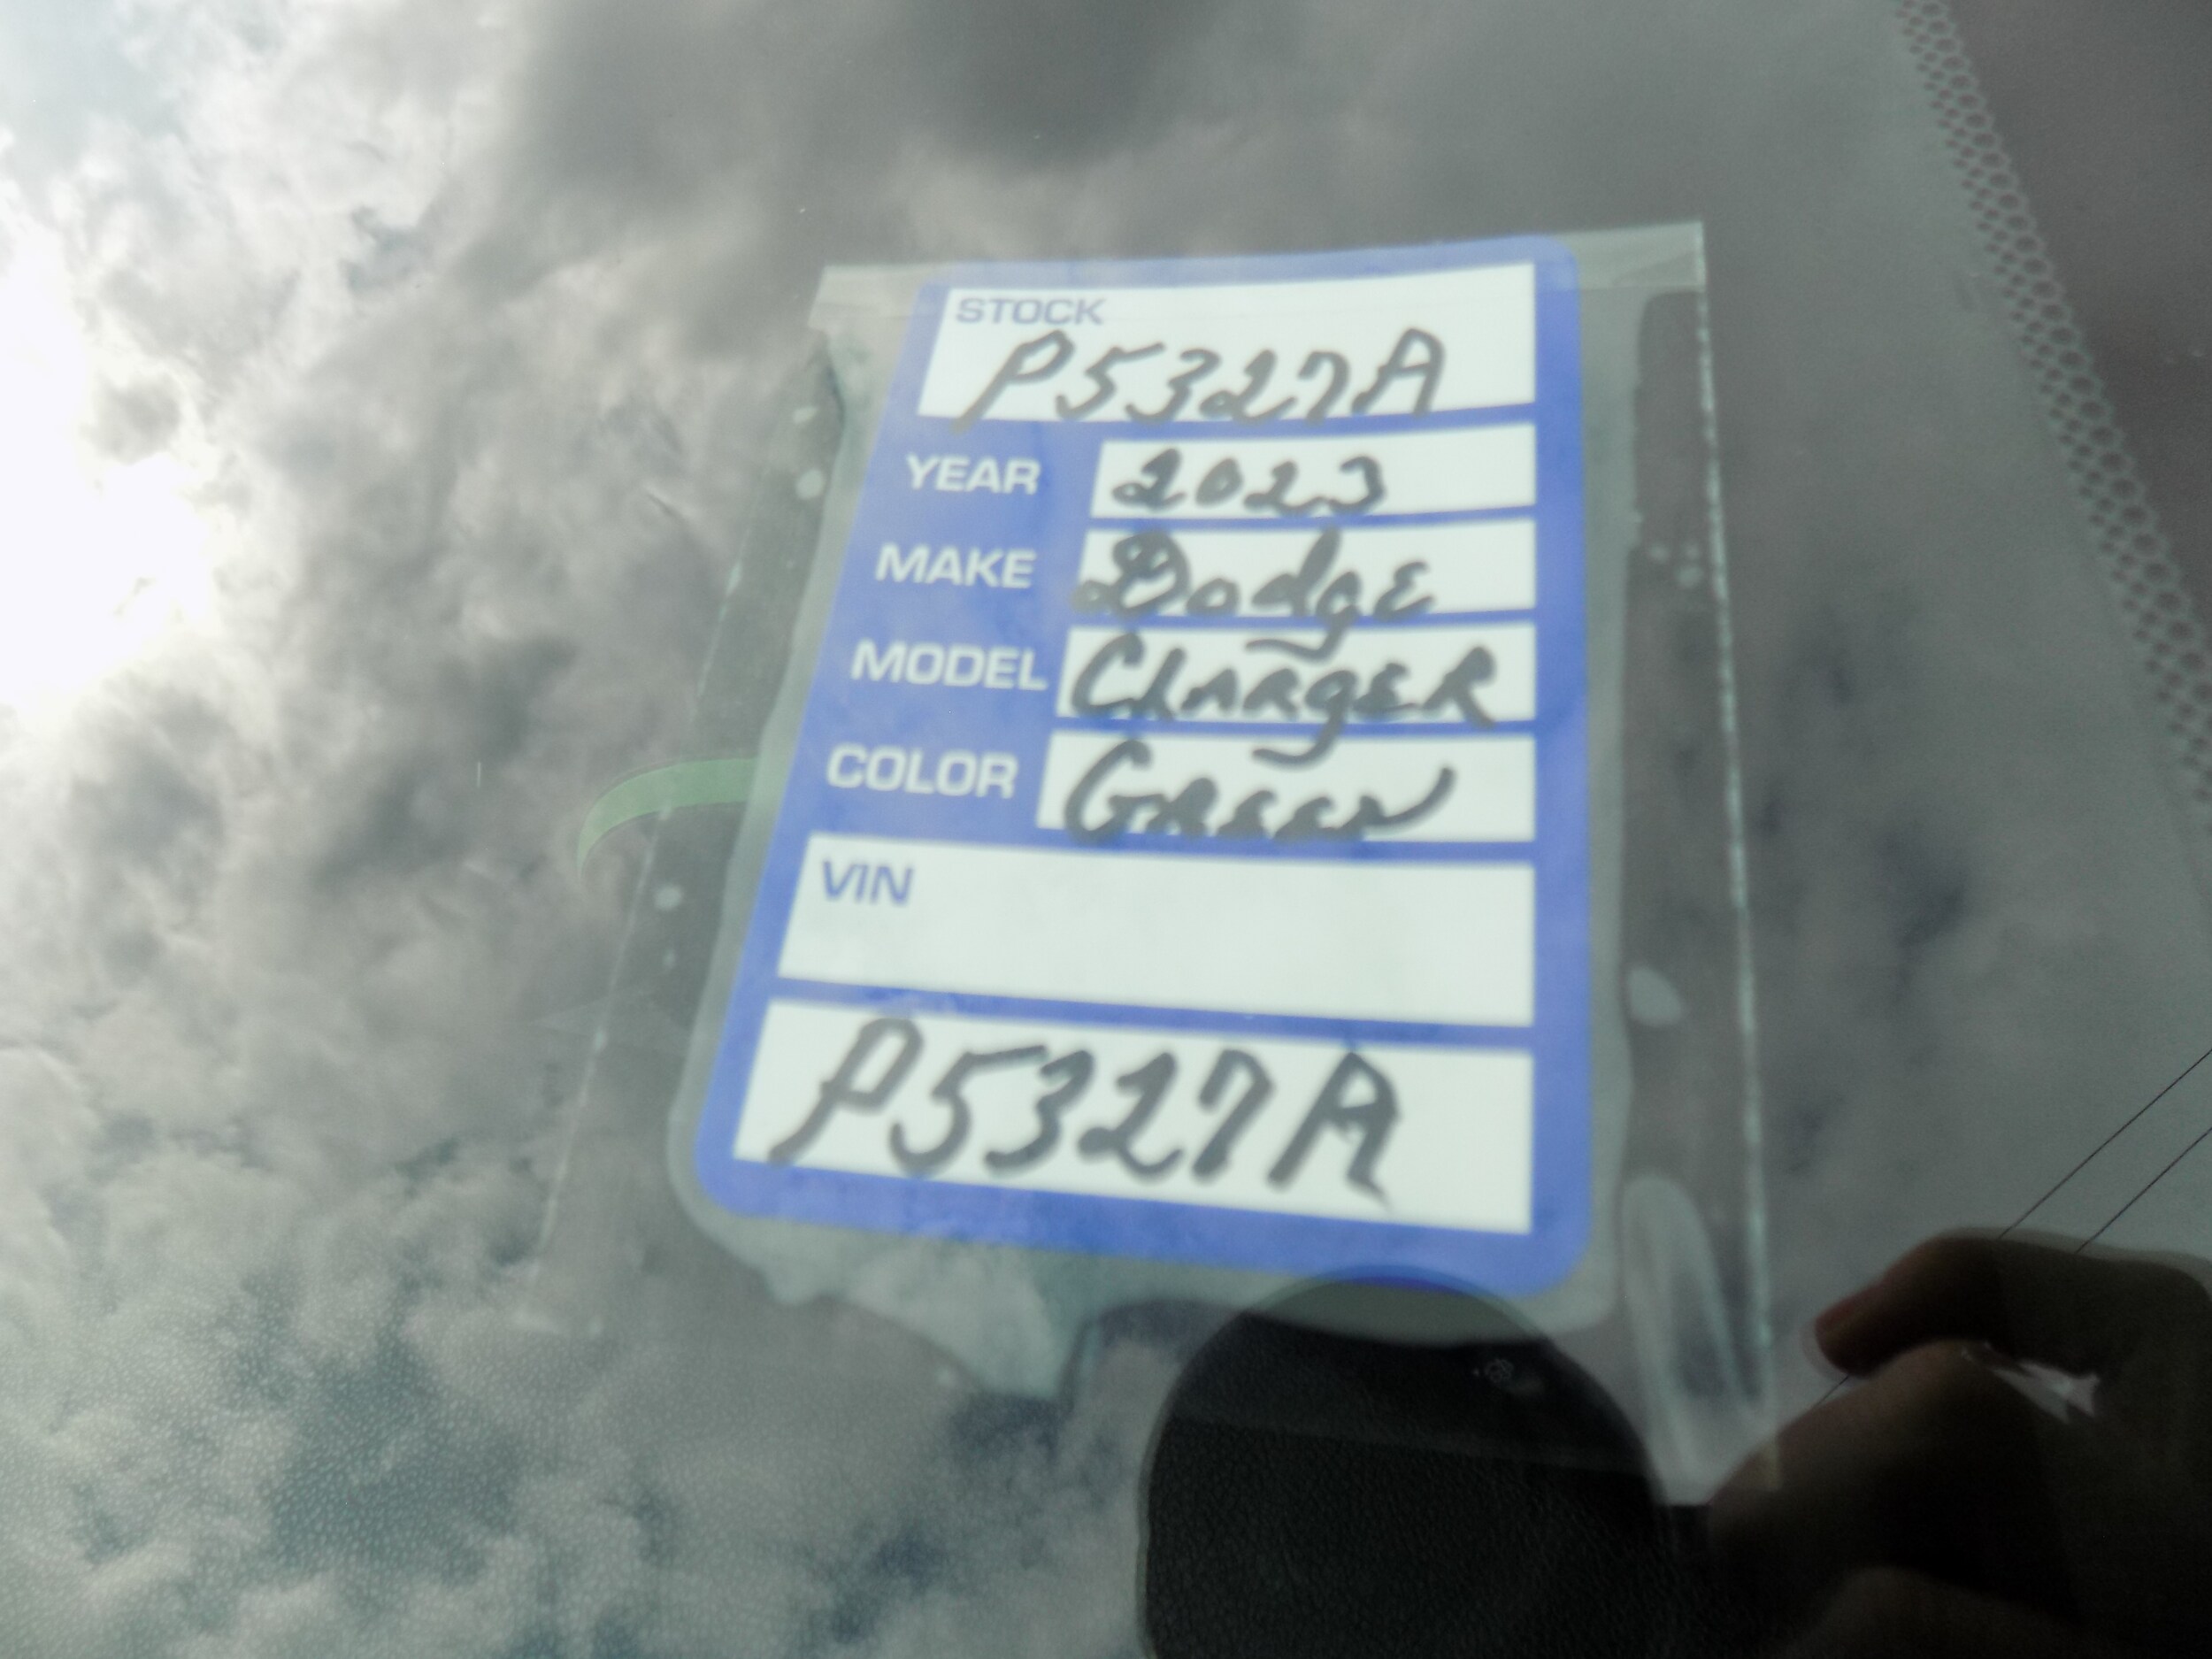 STOCK
P5327A
YEAR 2023
MAKE Dodge
MODEL ChargeR
COLOR Green
VIN
P5327A